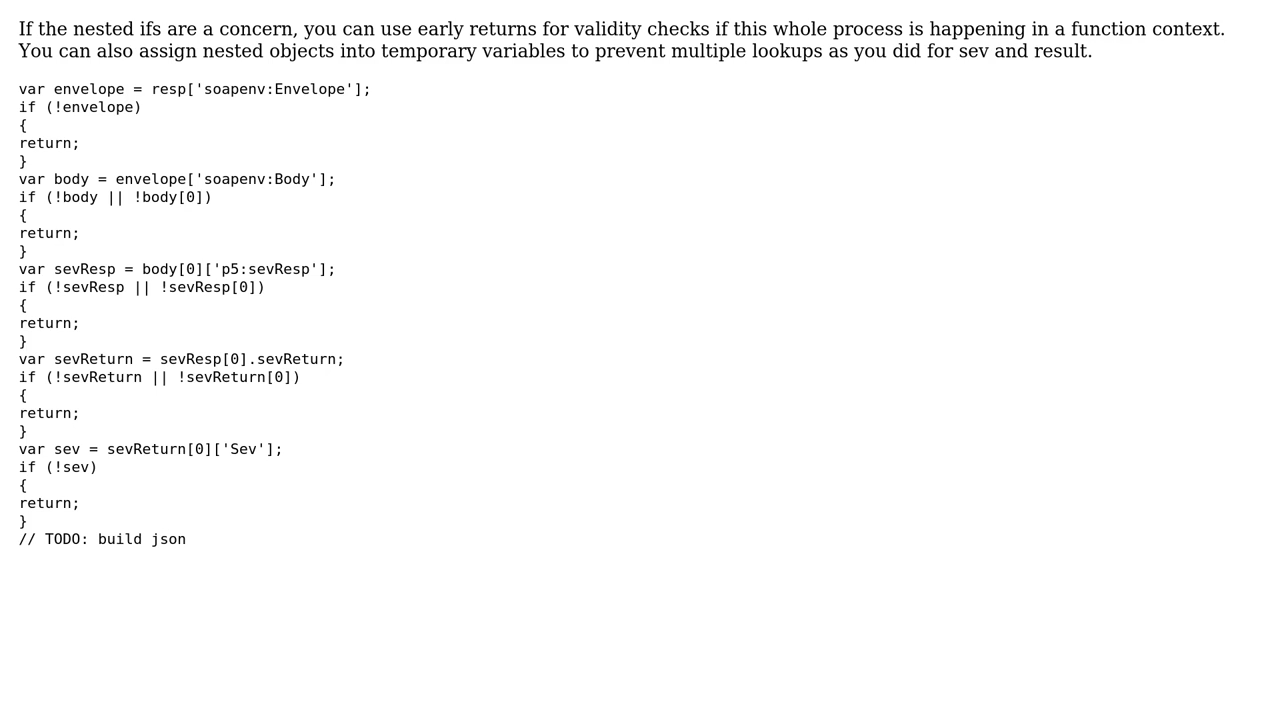 If the nested ifs are a concern, you can use early returns for validity checks if this whole process is happening in a function context.
You can also assign nested objects into temporary variables to prevent multiple lookups as you did for sev and result.
var envelope = resp['soapenv:Envelope'];
if (!envelope)
{
return;
}
var body = envelope['soapenv:Body'];
if (!body || !body[0])
{
return;
}
var sevResp = body[0]['p5:sevResp'];
if (!sevResp || !sevResp[0])
{
return;
}
var sevReturn = sevResp[0].sevReturn;
if (!sevReturn || !sevReturn[0])
{
return;
}
var sev = sevReturn[0]['Sev'];
if (!sev)
{
return;
}
// TODO: build json